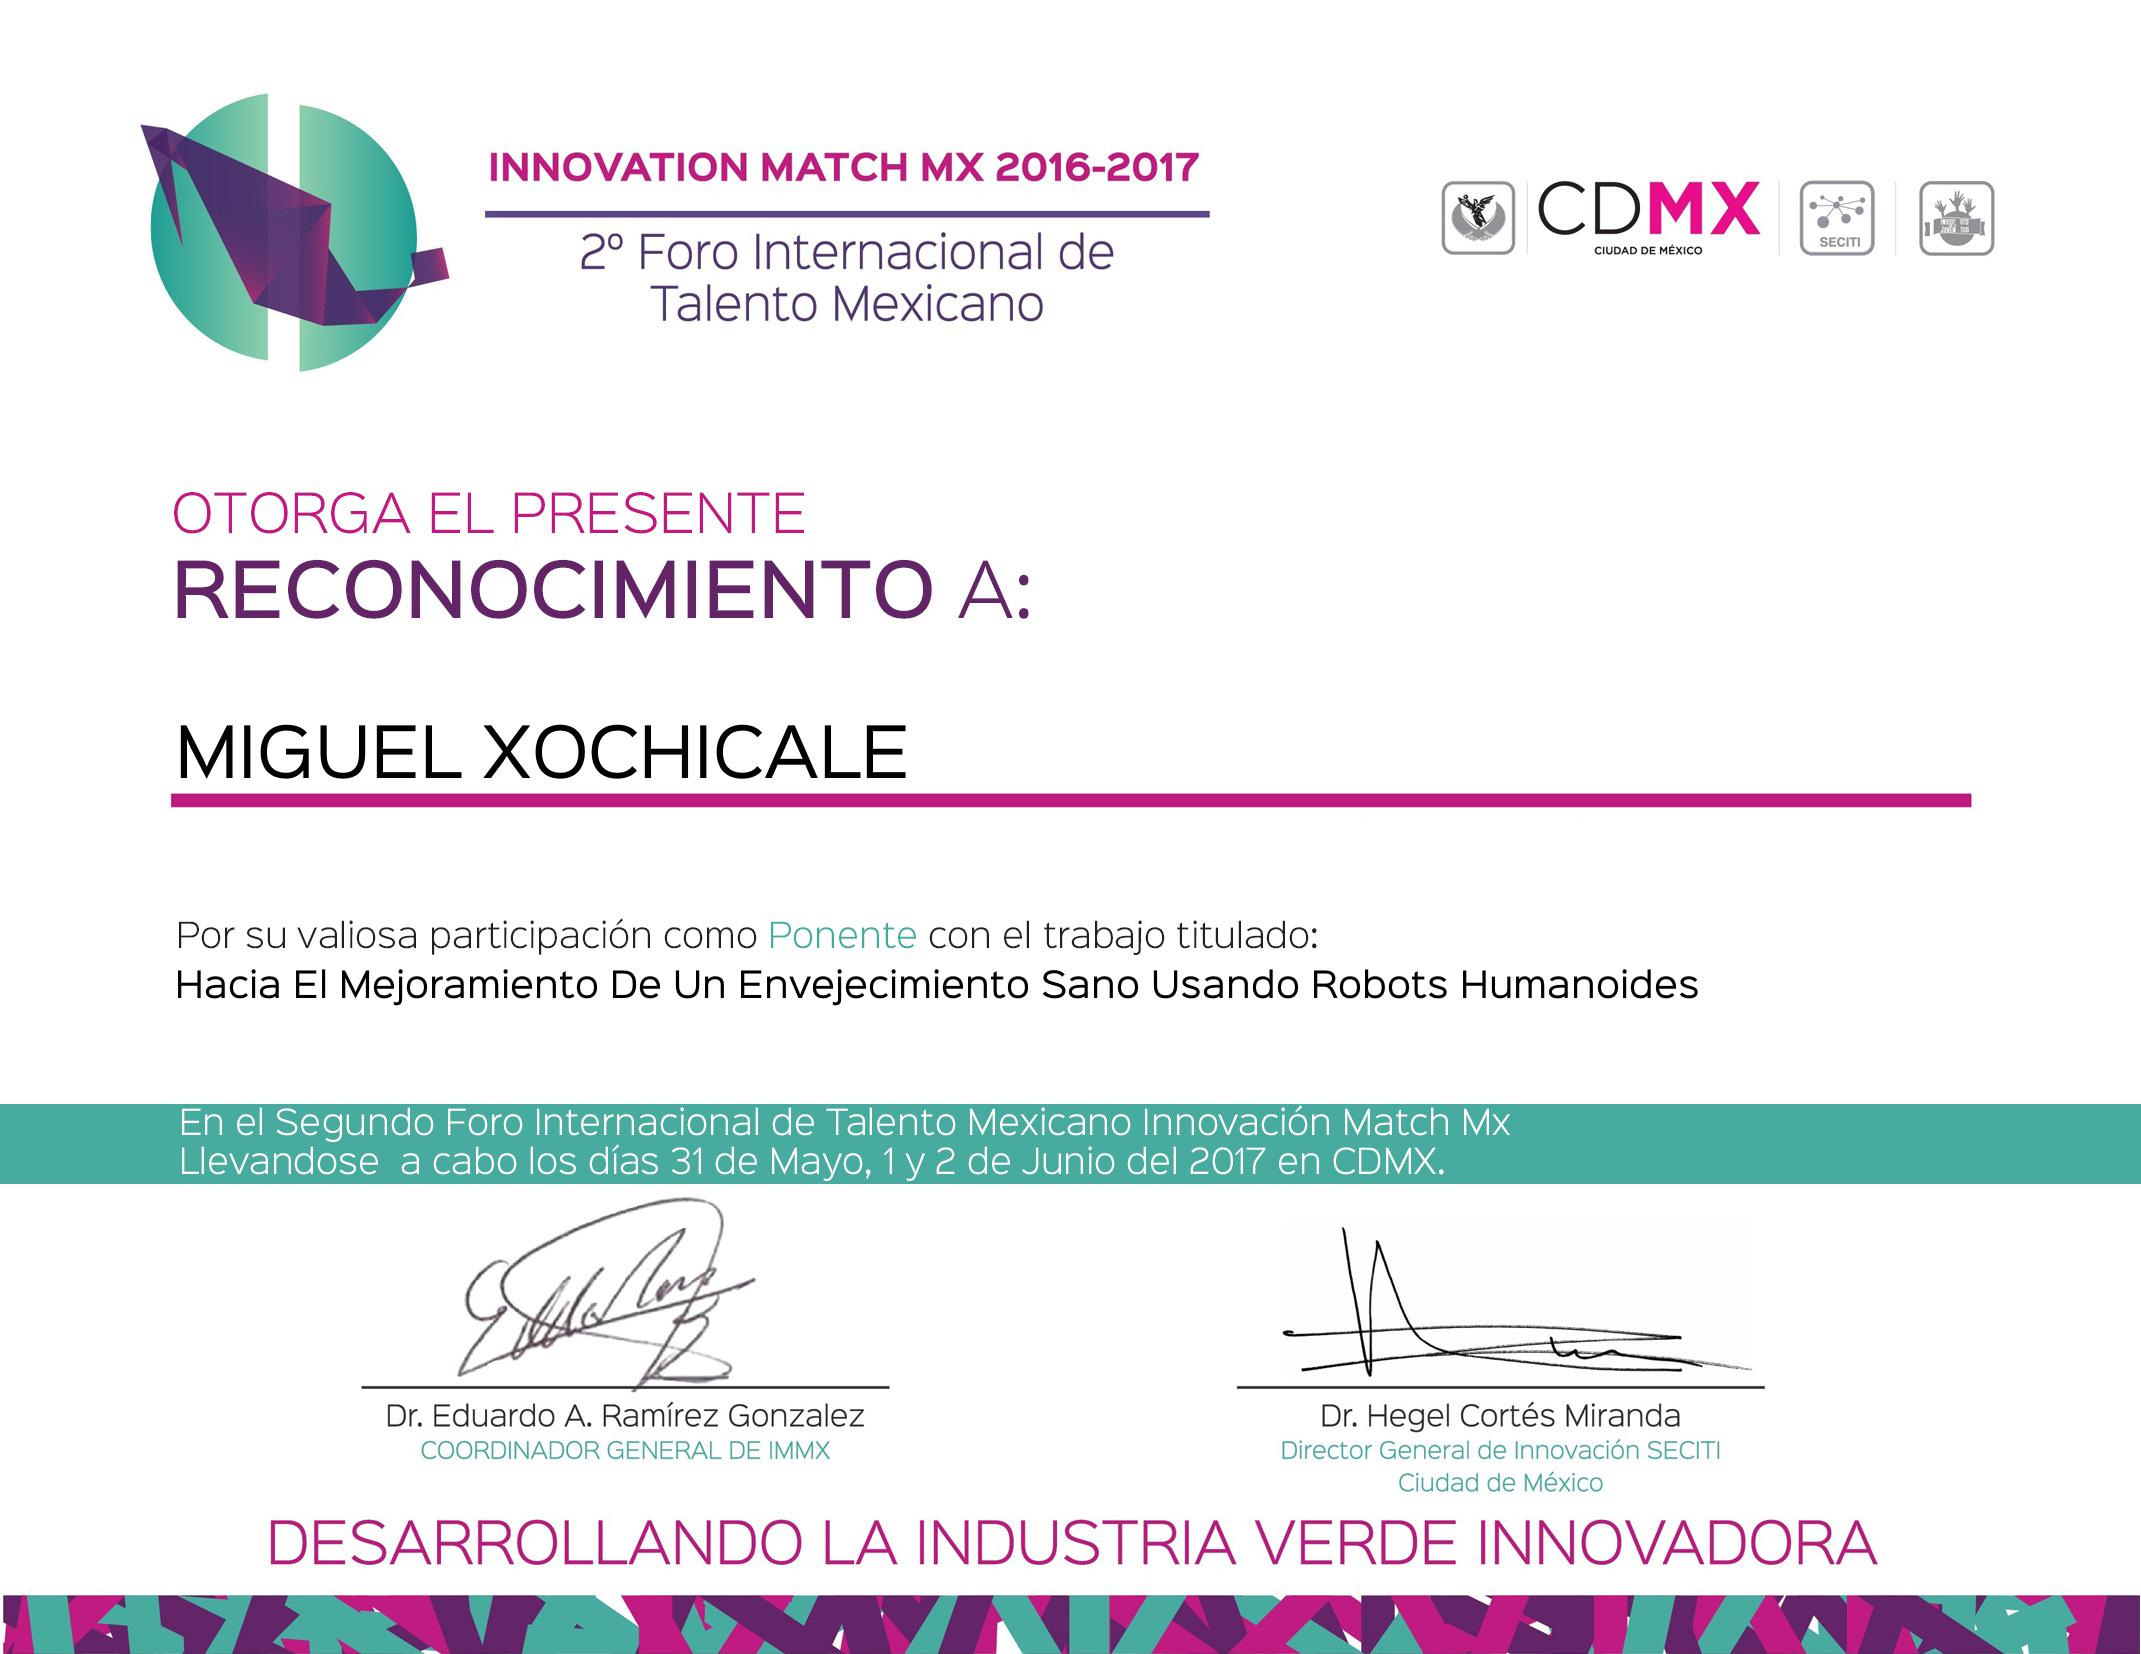 INNOVATION MATCH MX 2016-2017
2º Foro Internacional de
Talento Mexicano
CDMX
CIUDAD DE MÉXICO
SECITI
OTORGA EL PRESENTE
RECONOCIMIENTO A:
MIGUEL XOCHICALE
Por su valiosa participación como Ponente con el trabajo titulado:
Hacia El Mejoramiento De Un Envejecimiento Sano Usando Robots Humanoides
En el Segundo Foro Internacional de Talento Mexicano Innovación Match Mx
Llevandose a cabo los días 31 de Mayo, 1 y 2 de Junio del 2017 en CDMX.
Dr. Eduardo A. Ramírez Gonzalez
COORDINADOR GENERAL DE IMMX
Dr. Hegel Cortés Miranda
Director General de Innovación SECITI
Ciudad de México
DESARROLLANDO LA INDUSTRIA VERDE INNOVADORA